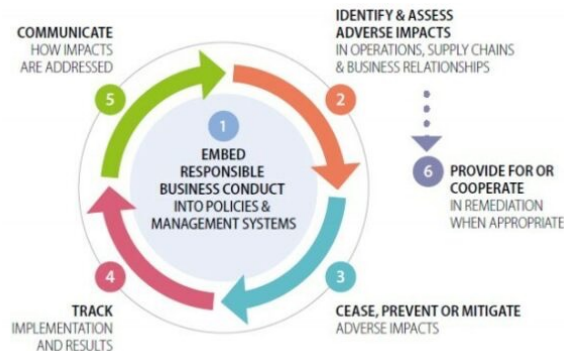 COMMUNICATE
HOW IMPACTS
ARE ADDRESSED
5
IDENTIFY & ASSESS
ADVERSE IMPACTS
IN OPERATIONS, SUPPLY CHAINS
& BUSINESS RELATIONSHIPS
2
1
EMBED
RESPONSIBLE
BUSINESS CONDUCT
INTO POLICIES &
MANAGEMENT SYSTEMS
6
PROVIDE FOR OR
COOPERATE
IN REMEDIATION
WHEN APPROPRIATE
4
TRACK
IMPLEMENTATION
AND RESULTS
3
CEASE, PREVENT OR MITIGATE
ADVERSE IMPACTS